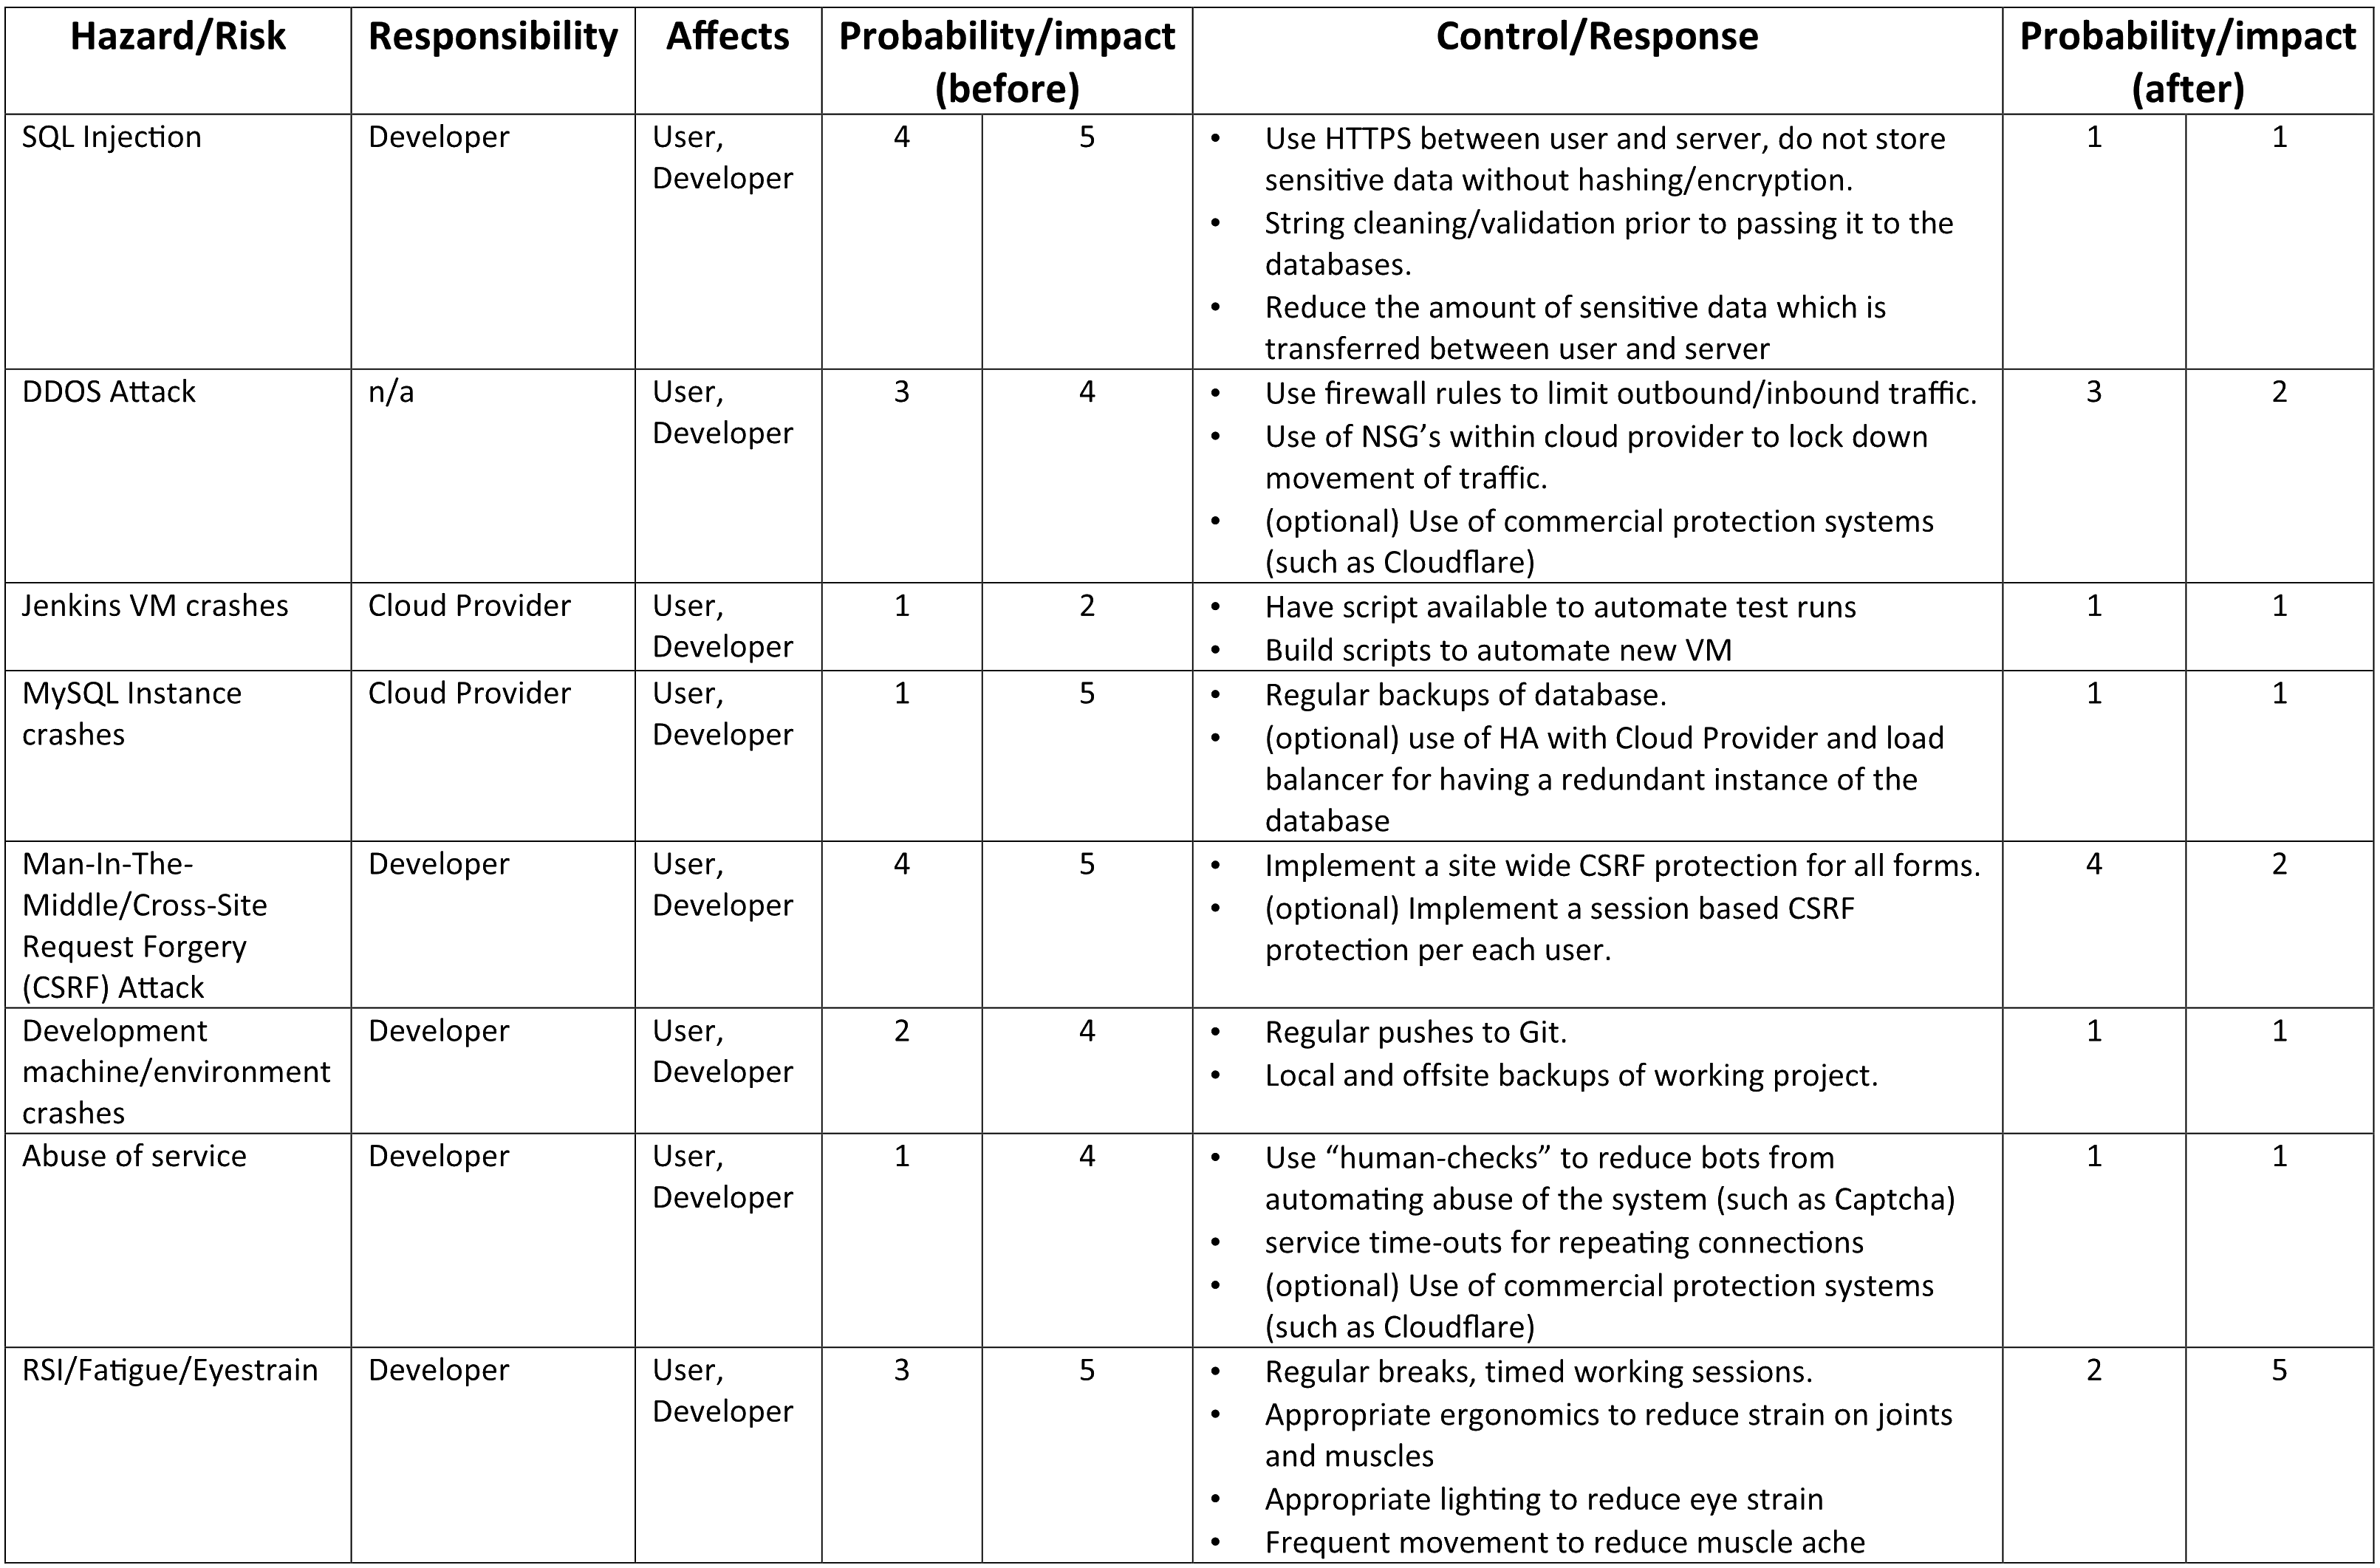 Hazard/Risk Responsibility Affects Probability/impact Control/Response Probability/impact
(before) (after)
SQL Injection Developer User, 4 5 • Use HTTPS between user and server, do not store 1 1
Developer sensitive data without hashing/encryption.
• String cleaning/validation prior to passing it to the
databases.
• Reduce the amount of sensitive data which is
transferred between user and server
DDOS Attack n/a User, 3 4 • Use firewall rules to limit outbound/inbound traffic. 3 2
Developer • Use of NSG’s within cloud provider to lock down
movement of traffic.
• (optional) Use of commercial protection systems
(such as Cloudflare)
Jenkins VM crashes Cloud Provider User, 1 2 • Have script available to automate test runs 1 1
Developer • Build scripts to automate new VM
MySQL Instance Cloud Provider User, 1 5 • Regular backups of database. 1 1
crashes Developer • (optional) use of HA with Cloud Provider and load
balancer for having a redundant instance of the
database
Man-In-The- Developer User, 4 5 • Implement a site wide CSRF protection for all forms. 4 2
Middle/Cross-Site Developer • (optional) Implement a session based CSRF
Request Forgery protection per each user.
(CSRF) Attack
Development Developer User, 2 4 • Regular pushes to Git. 1 1
machine/environment Developer • Local and offsite backups of working project.
crashes
Abuse of service Developer User, 1 4 • Use “human-checks” to reduce bots from 1 1
Developer automating abuse of the system (such as Captcha)
• service time-outs for repeating connections
• (optional) Use of commercial protection systems
(such as Cloudflare)
RSI/Fatigue/Eyestrain Developer User, 3 5 • Regular breaks, timed working sessions. 2 5
Developer • Appropriate ergonomics to reduce strain on joints
and muscles
• Appropriate lighting to reduce eye strain
• Frequent movement to reduce muscle ache